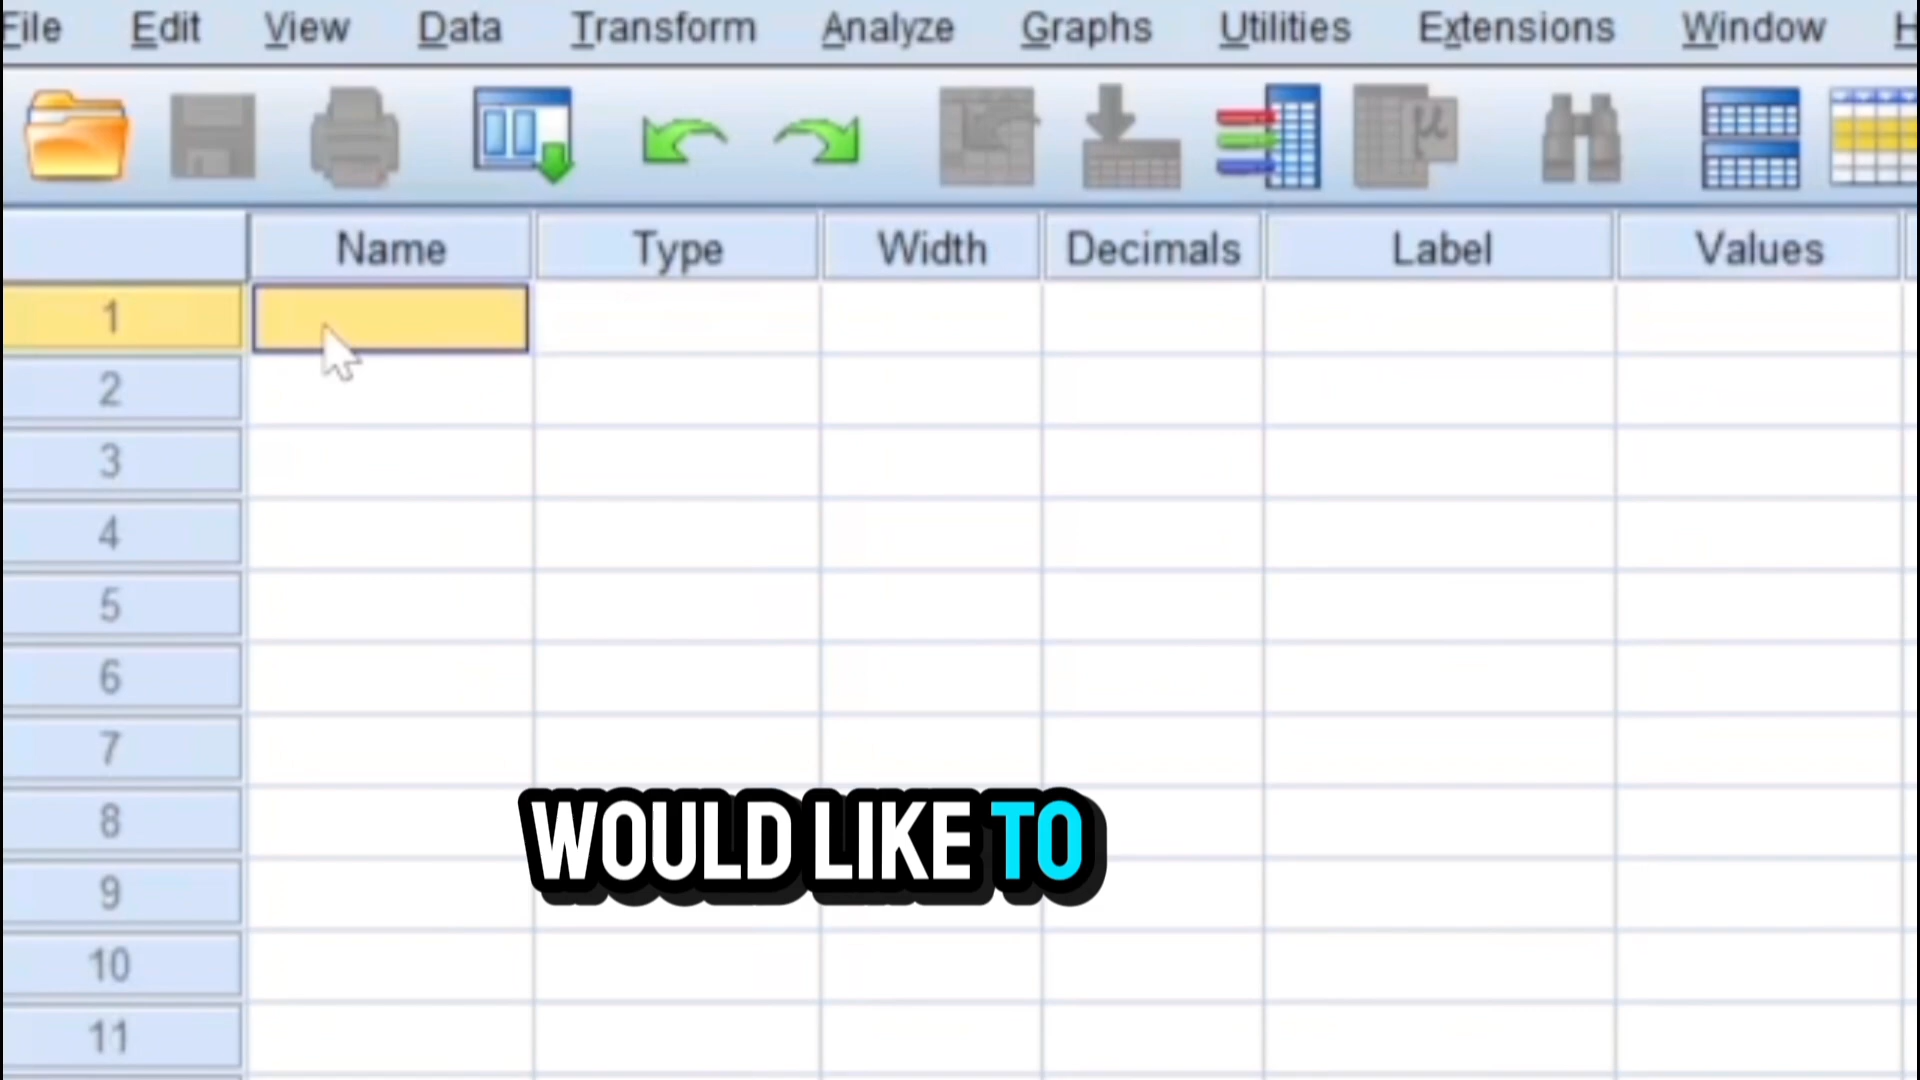 File Edit View Data Transform Analyze Graphs Utilities Extensions Window H
μ
Name Type Width Decimals Label Values
1
2
3
4
5
6
7
8
9
10
11
WOULD LIKE TO